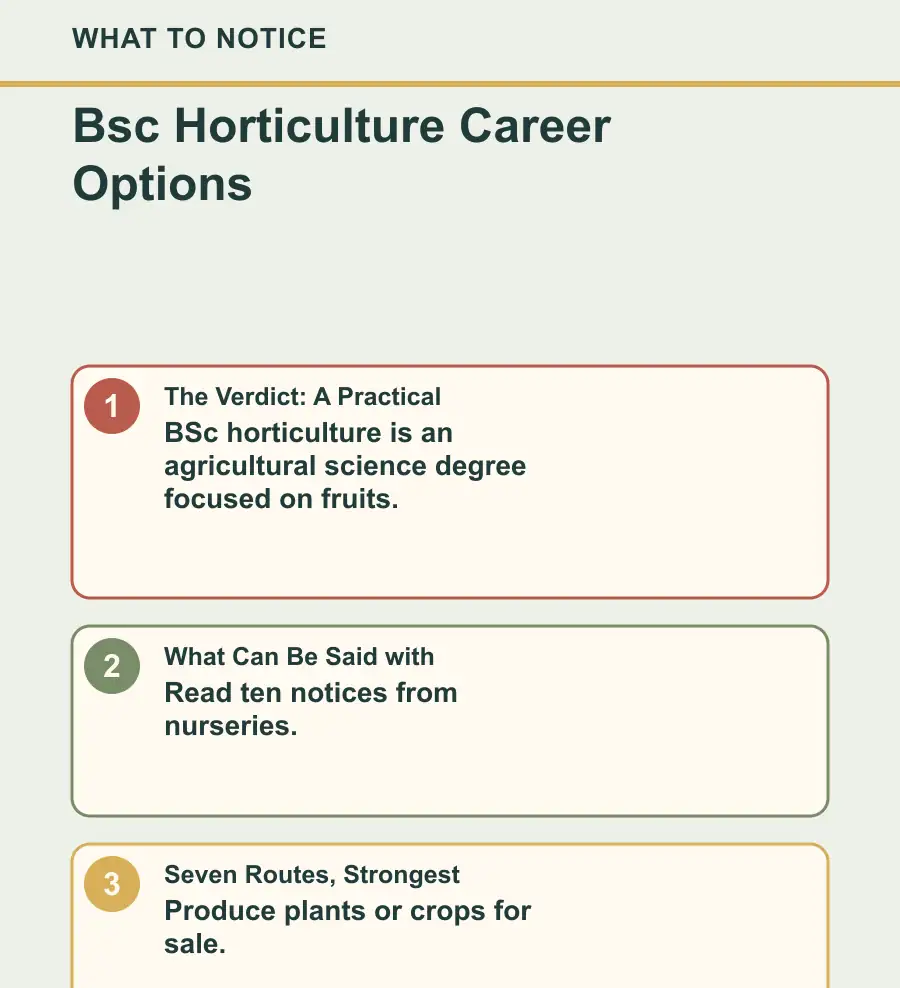 WHAT TO NOTICE
Bsc Horticulture Career
Options
1
The Verdict: A Practical
BSc horticulture is an
agricultural science degree
focused on fruits.
2
What Can Be Said with
Read ten notices from
nurseries.
3
Seven Routes, Strongest
Produce plants or crops for
sale.